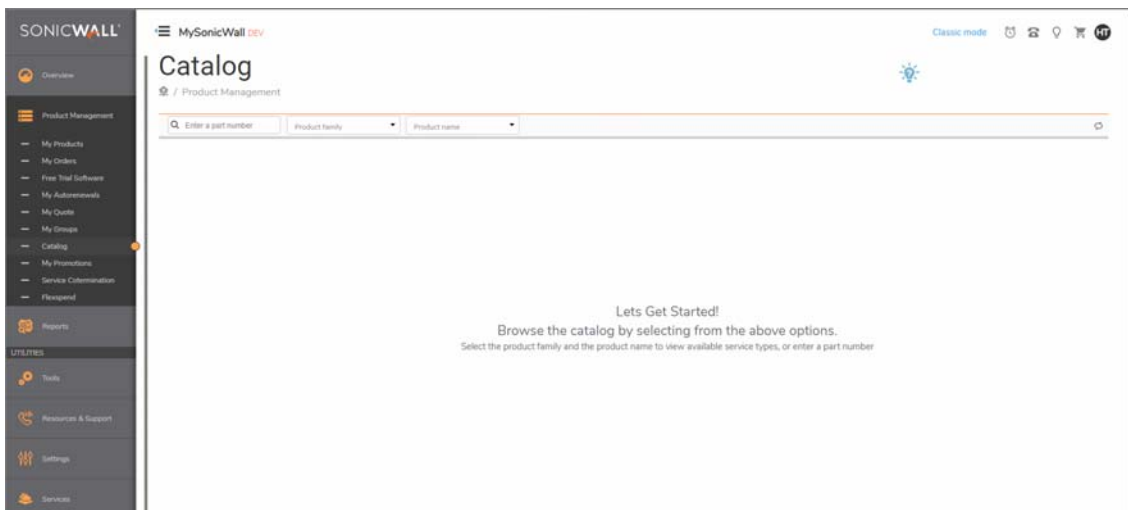 SONICWALL
MySonicWall DEV
Classic mode
HT
Overview
Catalog
/ Product Management
Product Management
Enter a part number
Product family
Product name
My Products
My Orders
Free Trial Software
My Autorenewals
My Quote
My Groups
Catalog
My Promotions
Service Cotermination
Flexspend
Lets Get Started!
Browse the catalog by selecting from the above options.
Select the product family and the product name to view available service types, or enter a part number
Reports
UTILITIES
Tools
Resources & Support
Settings
Services